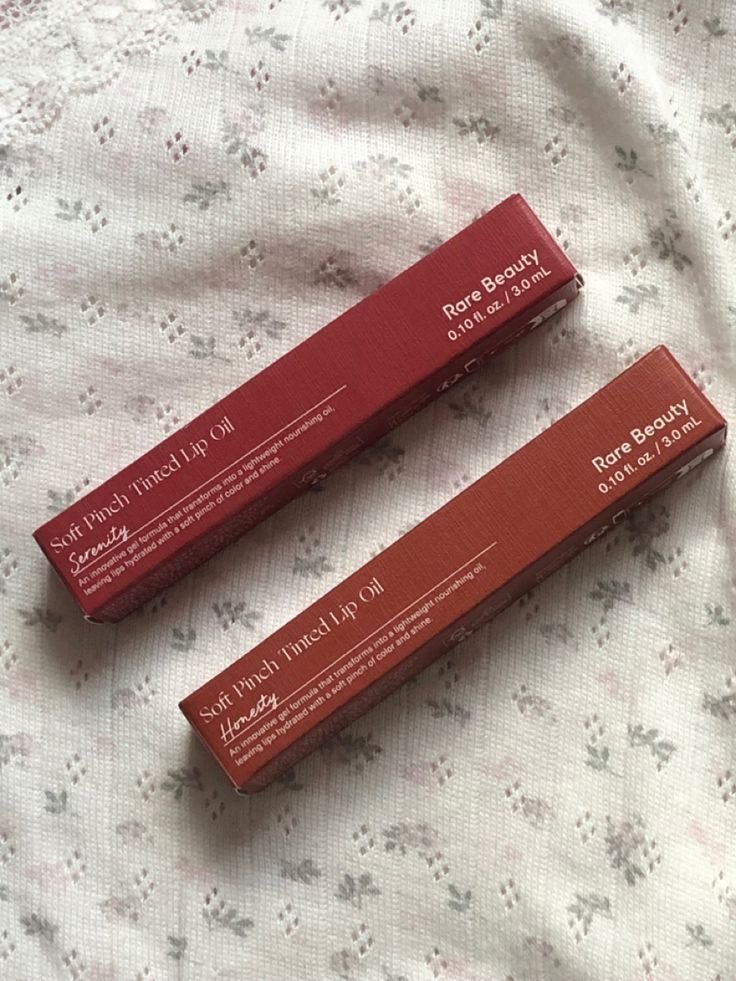 Soft Pinch Tinted Lip Oil
Serenity
An innovative gel formula that transforms into a lightweight nourishing oil,
leaving lips hydrated with a soft pinch of color and shine.
Rare Beauty
0.10 fl. oz. / 3.0 mL
Soft Pinch Tinted Lip Oil
Honesty
An innovative gel formula that transforms into a lightweight nourishing oil,
leaving lips hydrated with a soft pinch of color and shine.
Rare Beauty
0.10 fl. oz. / 3.0 mL